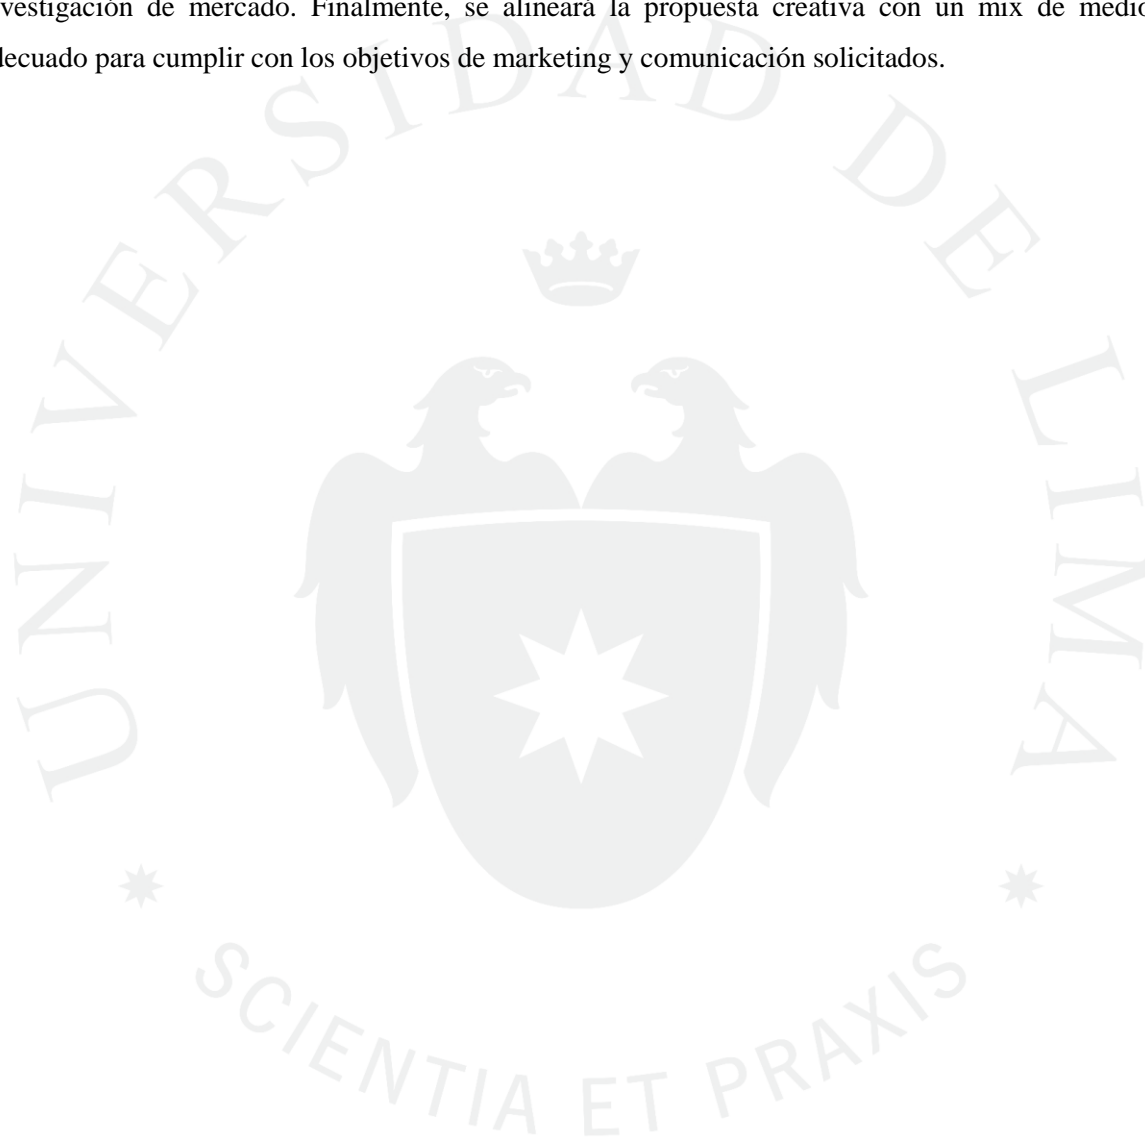 vestigación de mercado. Finalmente, se alineará la propuesta creativa con un mix de medio
decuado para cumplir con los objetivos de marketing y comunicación solicitados.
UNIVERSIDAD DE LIMA
SCIENTIA ET PRAXIS